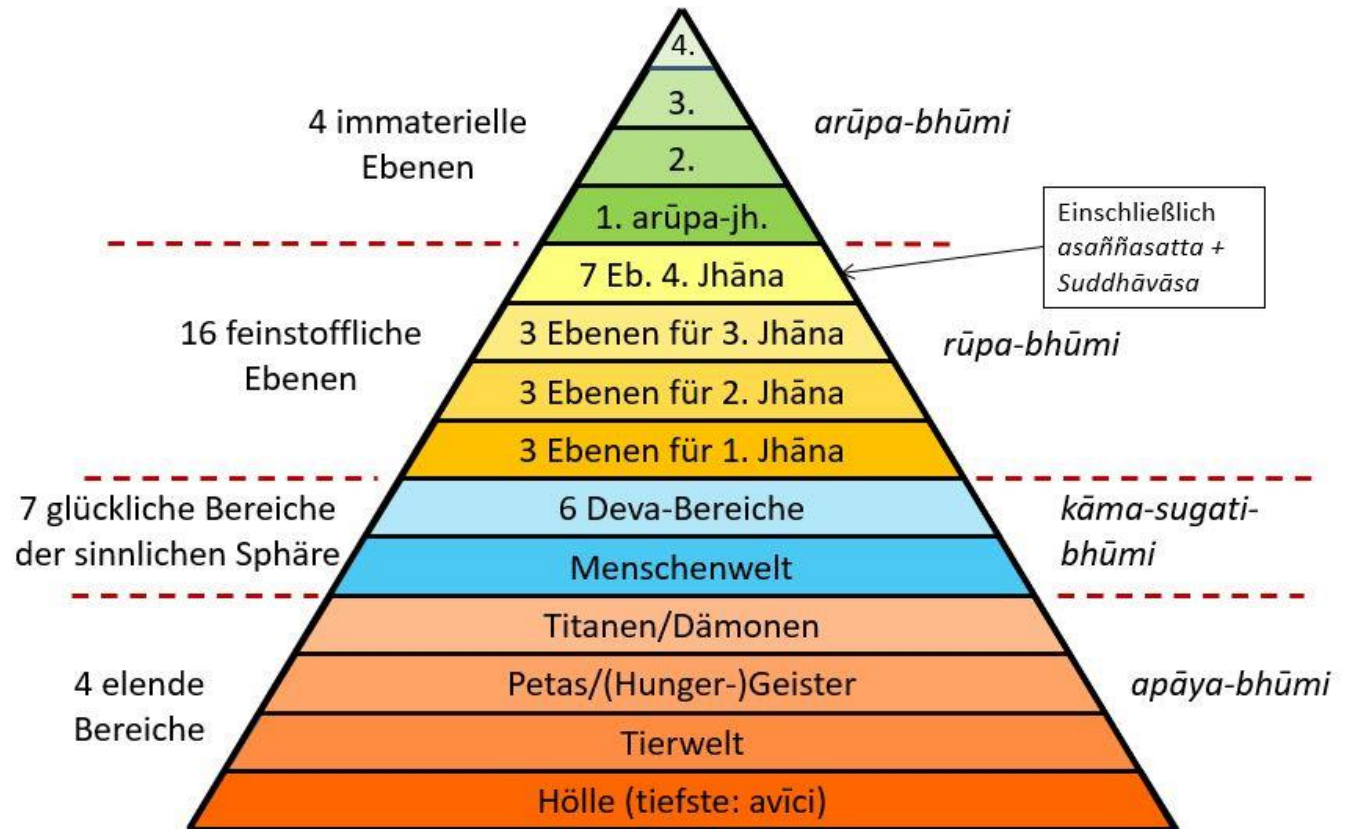 4.
3.
4 immaterielle
Ebenen
arūpa-bhūmi
2.
1. arūpa-jh.
Einschließlich
asaññasatta +
Suddhāvāsa
7 Eb. 4. Jhāna
16 feinstoffliche
Ebenen
3 Ebenen für 3. Jhāna
rūpa-bhūmi
3 Ebenen für 2. Jhāna
3 Ebenen für 1. Jhāna
7 glückliche Bereiche
der sinnlichen Sphäre
6 Deva-Bereiche
kāma-sugati-
bhūmi
Menschenwelt
Titanen/Dämonen
4 elende
Bereiche
Petas/(Hunger-)Geister
apāya-bhūmi
Tierwelt
Hölle (tiefste: avīci)